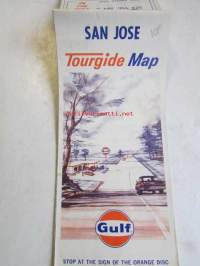 SAN JOSE
Tourgide Map
Gulf
STOP AT THE SIGN OF THE ORANGE DISC